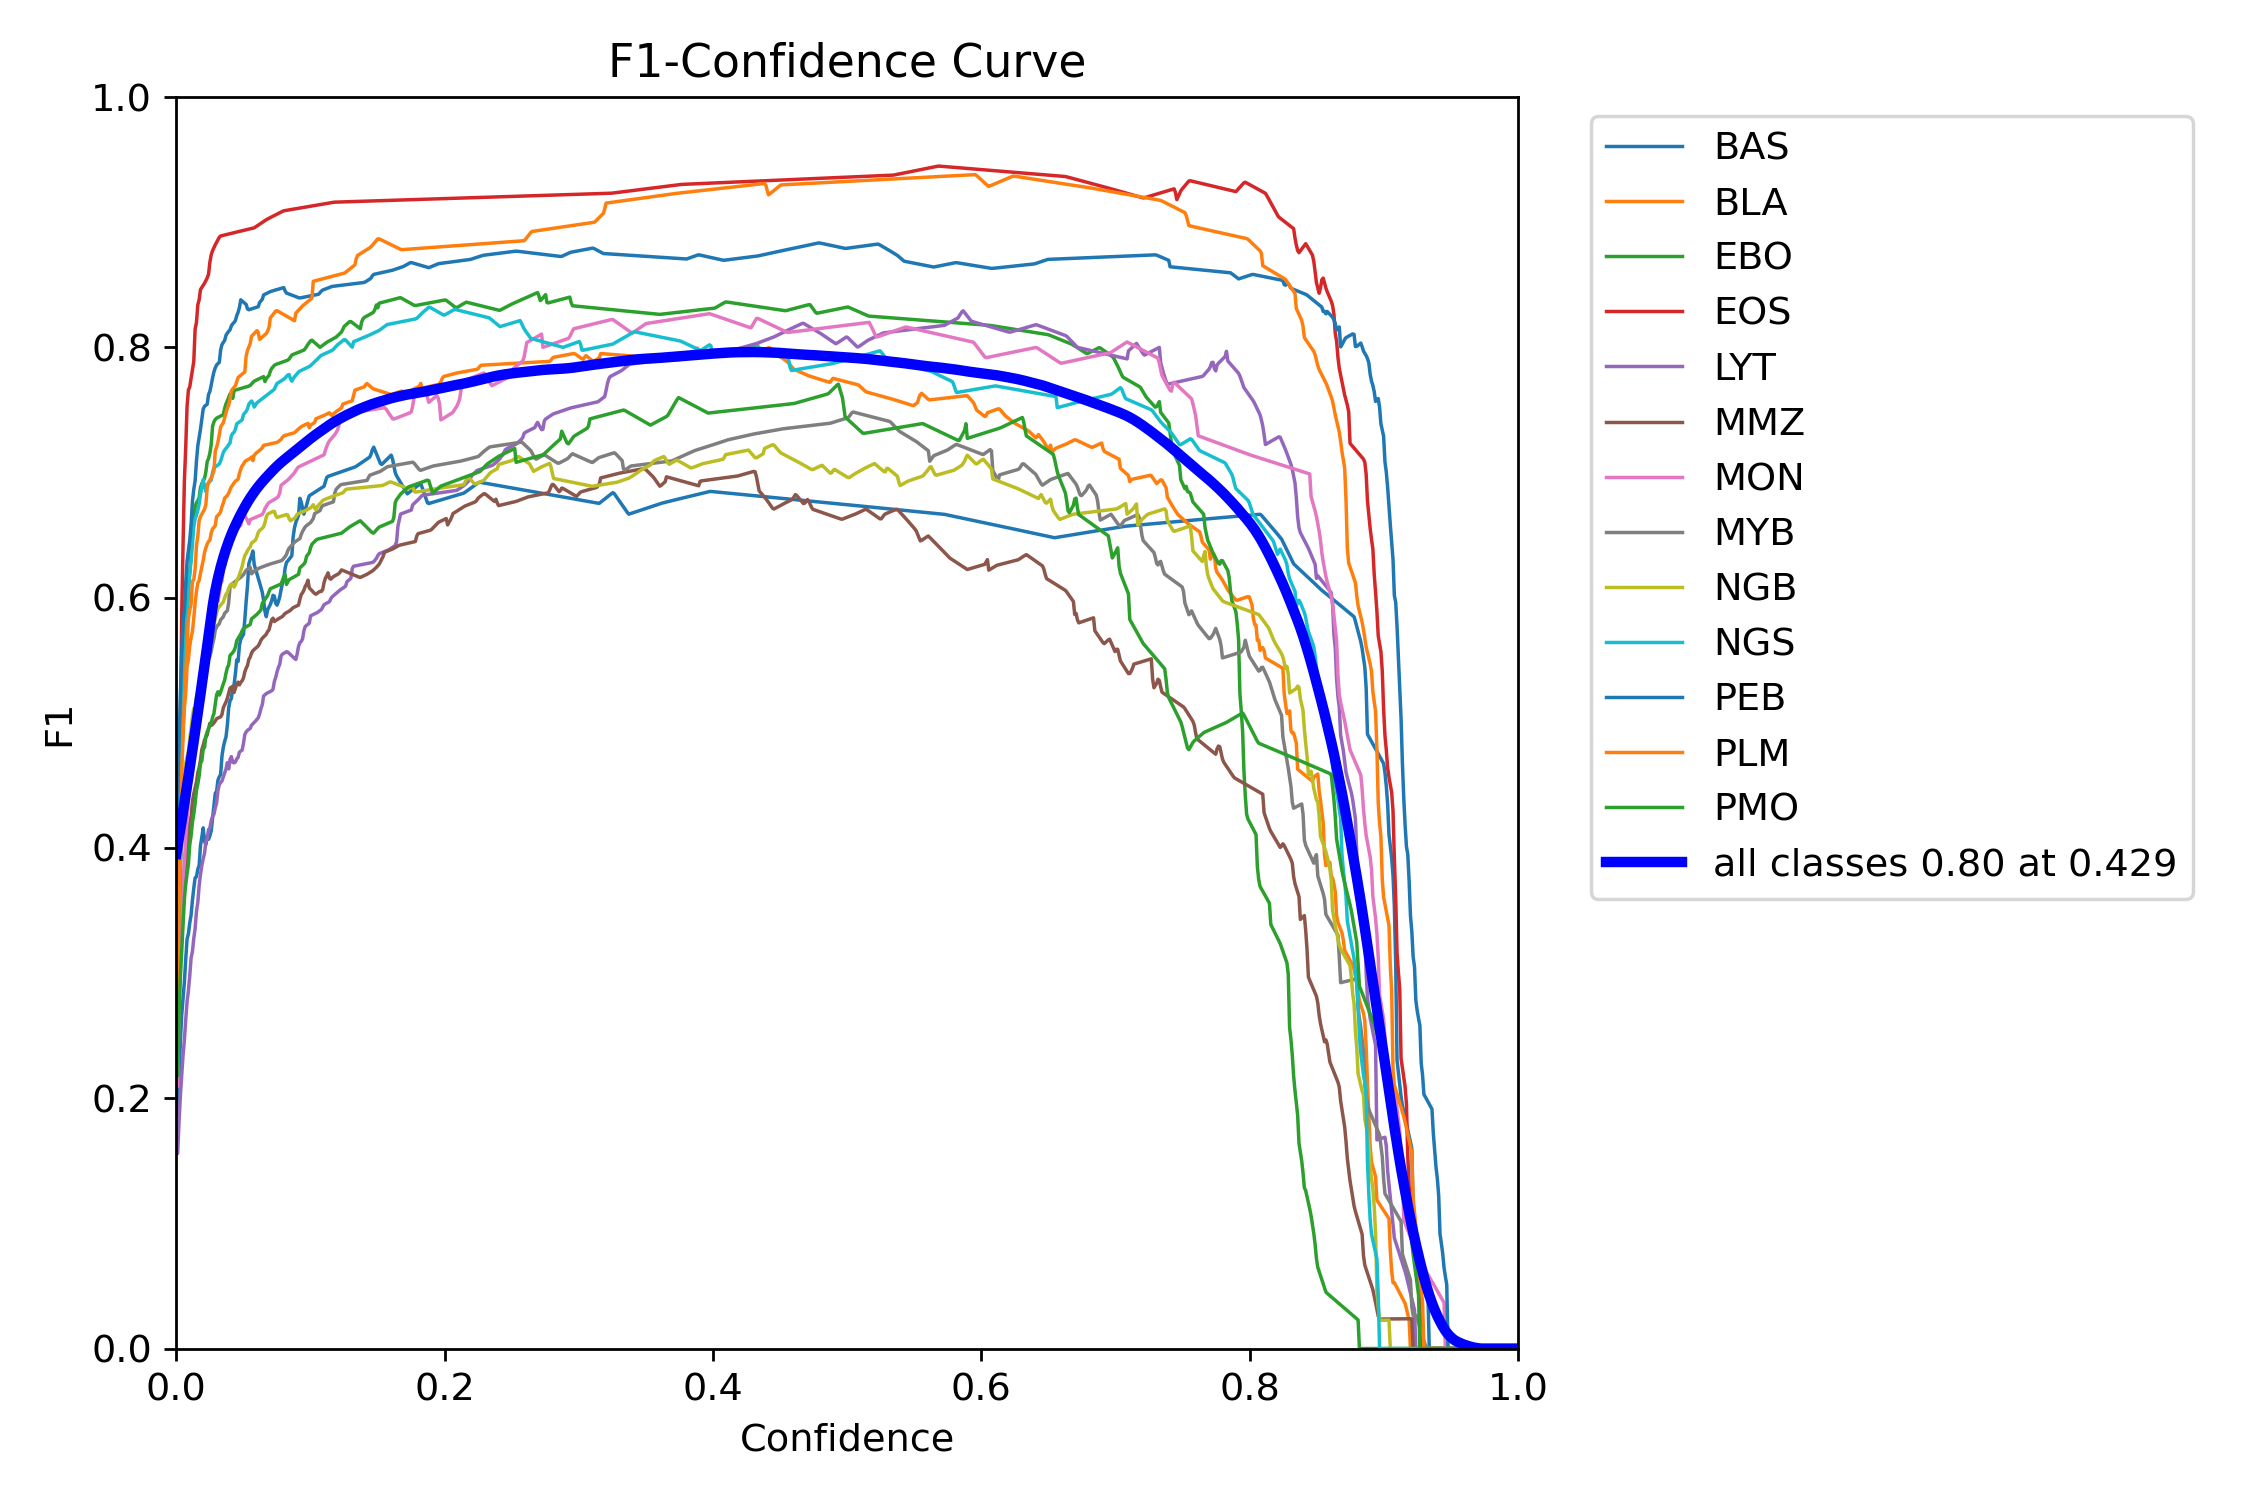 F1-Confidence Curve
1.0
0.8
0.6
0.4
0.2
0.0
F1
0.0 0.2 0.4 0.6 0.8 1.0
Confidence
BAS
BLA
EBO
EOS
LYT
MMZ
MON
MYB
NGB
NGS
PEB
PLM
PMO
all classes 0.80 at 0.429